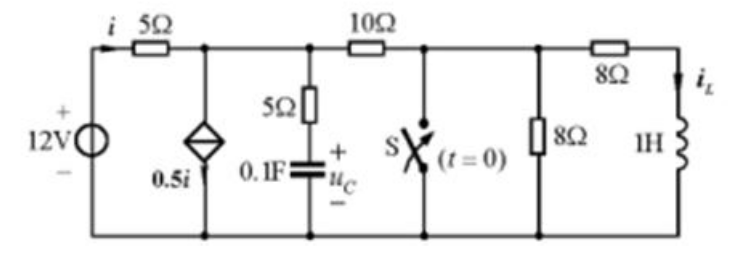 i 5Ω
10Ω
8Ω
i_L
+
12V
−
0.5i
5Ω
0.1F
+
u_C
−
S
(t = 0)
8Ω
1H